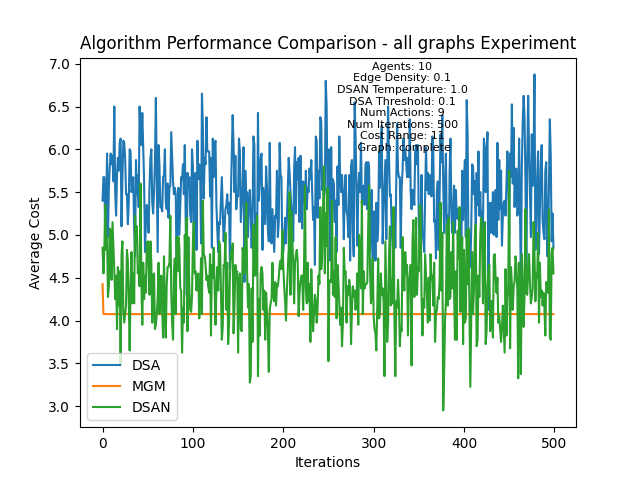 Algorithm Performance Comparison - all graphs Experiment
Agents: 10
Edge Density: 0.1
DSAN Temperature: 1.0
DSA Threshold: 0.1
Num Actions: 9
Num Iterations: 500
Cost Range: 11
Graph: complete
7.0
6.5
6.0
5.5
5.0
4.5
4.0
3.5
3.0
Average Cost
DSA
MGM
DSAN
0 100 200 300 400 500
Iterations